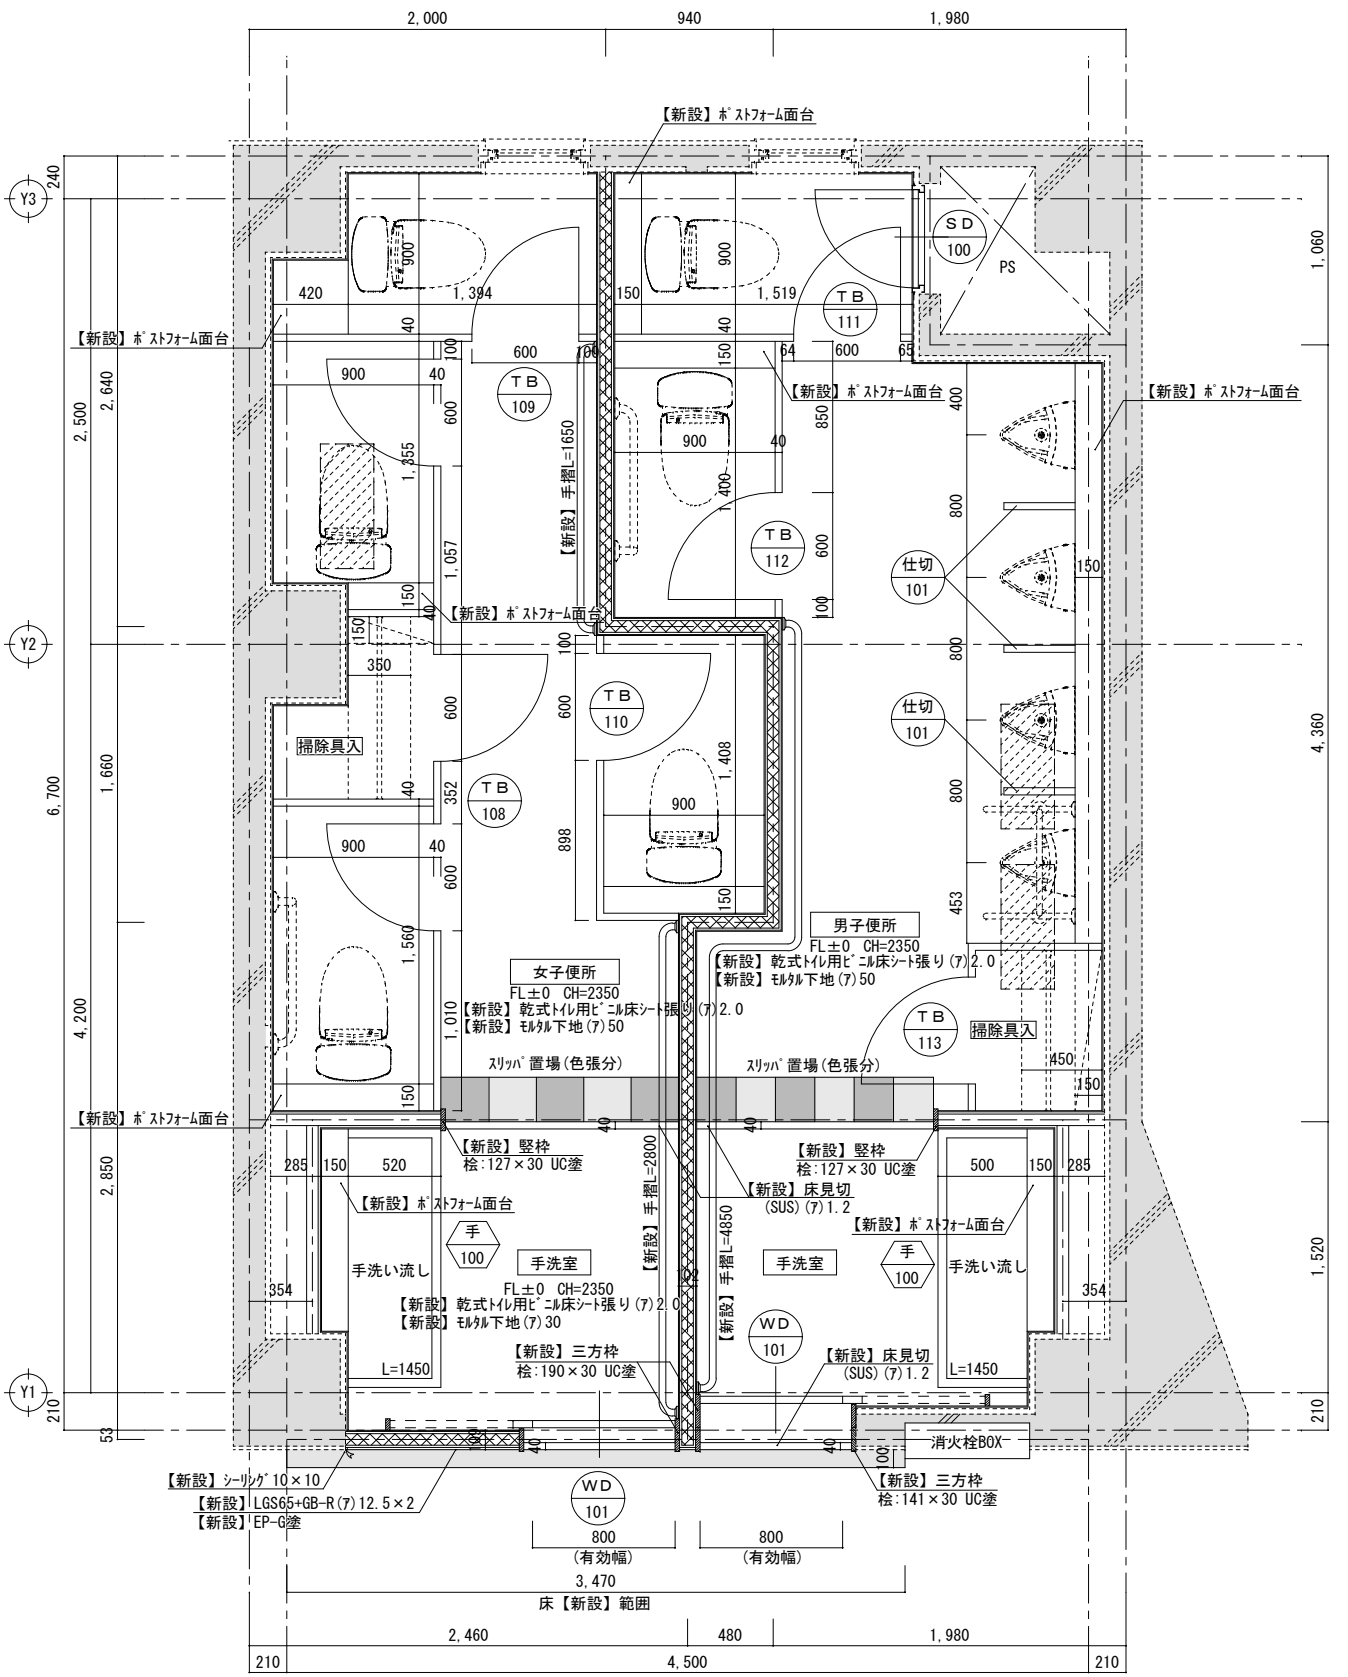 2,000
940
1,980
【新設】ﾎﾟｽﾄﾌｫｰﾑ面台
240
Y3
SD
100
PS
1,060
900
900
420
1,394
150
1,519
TB
111
40
40
【新設】ﾎﾟｽﾄﾌｫｰﾑ面台
100
600
100
150
64
600
65
2,500
2,640
900
40
TB
109
【新設】ﾎﾟｽﾄﾌｫｰﾑ面台
【新設】ﾎﾟｽﾄﾌｫｰﾑ面台
600
850
400
1,355
【新設】手摺L=1650
900
40
1,400
800
1,057
TB
112
600
仕切
101
150
150
40
【新設】ﾎﾟｽﾄﾌｫｰﾑ面台
100
Y2
150
350
100
800
600
TB
110
600
仕切
101
4,360
掃除具入
6,700
1,660
40
352
TB
108
1,408
900
800
900
40
898
600
150
453
男子便所
FL±0 CH=2350
【新設】乾式ﾄｲﾚ用ﾋﾞﾆﾙ床ｼｰﾄ張り(ｱ)2.0
【新設】ﾓﾙﾀﾙ下地(ｱ)50
1,560
女子便所
FL±0 CH=2350
【新設】乾式ﾄｲﾚ用ﾋﾞﾆﾙ床ｼｰﾄ張り(ｱ)2.0
【新設】ﾓﾙﾀﾙ下地(ｱ)50
4,200
1,010
TB
113
掃除具入
450
ｽﾘｯﾊﾟ置場(色張分)
ｽﾘｯﾊﾟ置場(色張分)
150
150
【新設】ﾎﾟｽﾄﾌｫｰﾑ面台
40
40
【新設】竪枠
桧:127×30 UC塗
【新設】竪枠
桧:127×30 UC塗
2,850
285
150
520
500
150
285
【新設】手摺L=2800
【新設】床見切
(SUS)(ｱ)1.2
【新設】ﾎﾟｽﾄﾌｫｰﾑ面台
【新設】ﾎﾟｽﾄﾌｫｰﾑ面台
手
100
手洗室
【新設】手摺L=4850
手洗室
手
100
手洗い流し
手洗い流し
1,520
354
102
354
FL±0 CH=2350
【新設】乾式ﾄｲﾚ用ﾋﾞﾆﾙ床ｼｰﾄ張り(ｱ)2.0
【新設】ﾓﾙﾀﾙ下地(ｱ)30
WD
101
【新設】三方枠
桧:190×30 UC塗
【新設】床見切
(SUS)(ｱ)1.2
L=1450
L=1450
Y1
210
210
53
100
40
40
100
消火栓BOX
【新設】ｼｰﾘﾝｸﾞ10×10
【新設】LGS65+GB-R(ｱ)12.5×2
【新設】EP-G塗
WD
101
【新設】三方枠
桧:141×30 UC塗
800
(有効幅)
800
(有効幅)
3,470
床【新設】範囲
2,460
480
1,980
210
4,500
210